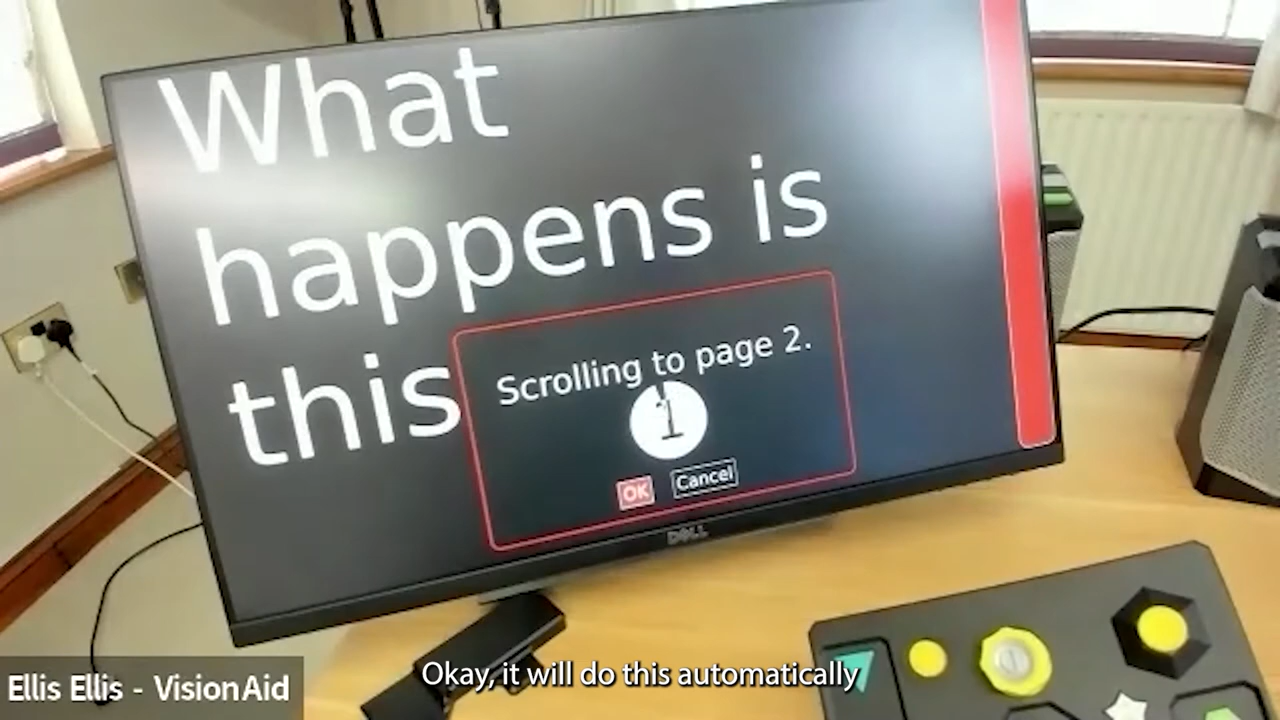 What
happens is
this
Scrolling to page 2.
1
OK
Cancel
DELL
Okay, it will do this automatically
Ellis Ellis - VisionAid